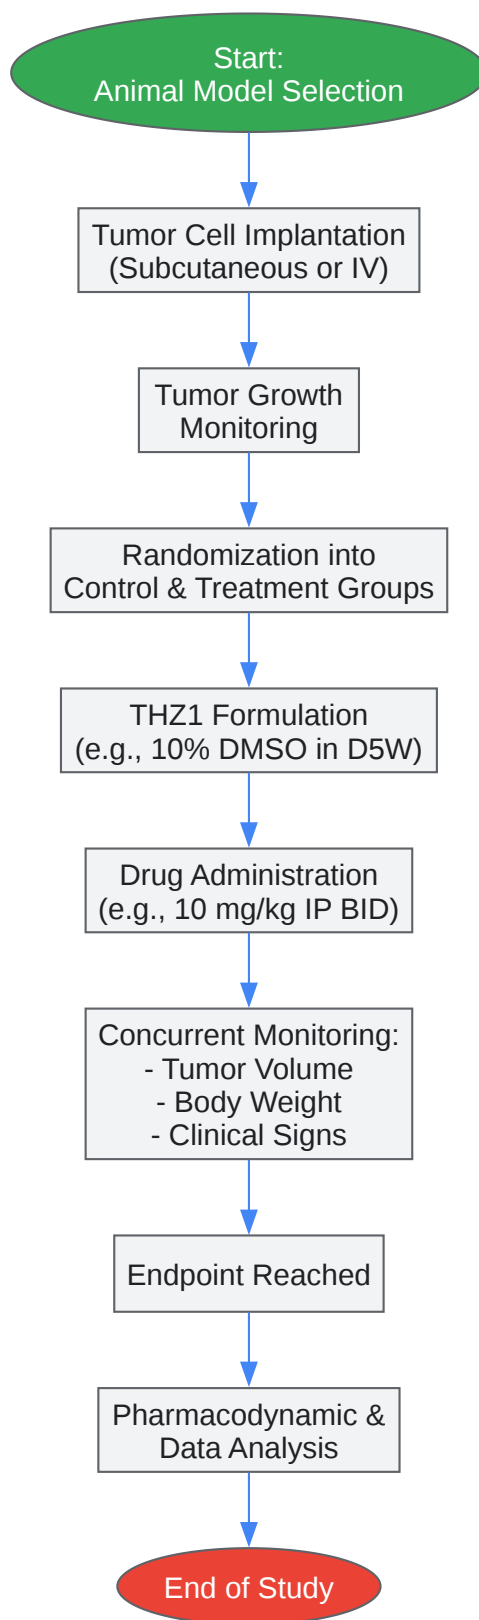 Start:
Animal Model Selection
Tumor Cell Implantation
(Subcutaneous or IV)
Tumor Growth
Monitoring
Randomization into
Control & Treatment Groups
THZ1 Formulation
(e.g., 10% DMSO in D5W)
Drug Administration
(e.g., 10 mg/kg IP BID)
Concurrent Monitoring:
- Tumor Volume
- Body Weight
- Clinical Signs
Endpoint Reached
Pharmacodynamic &
Data Analysis
End of Study